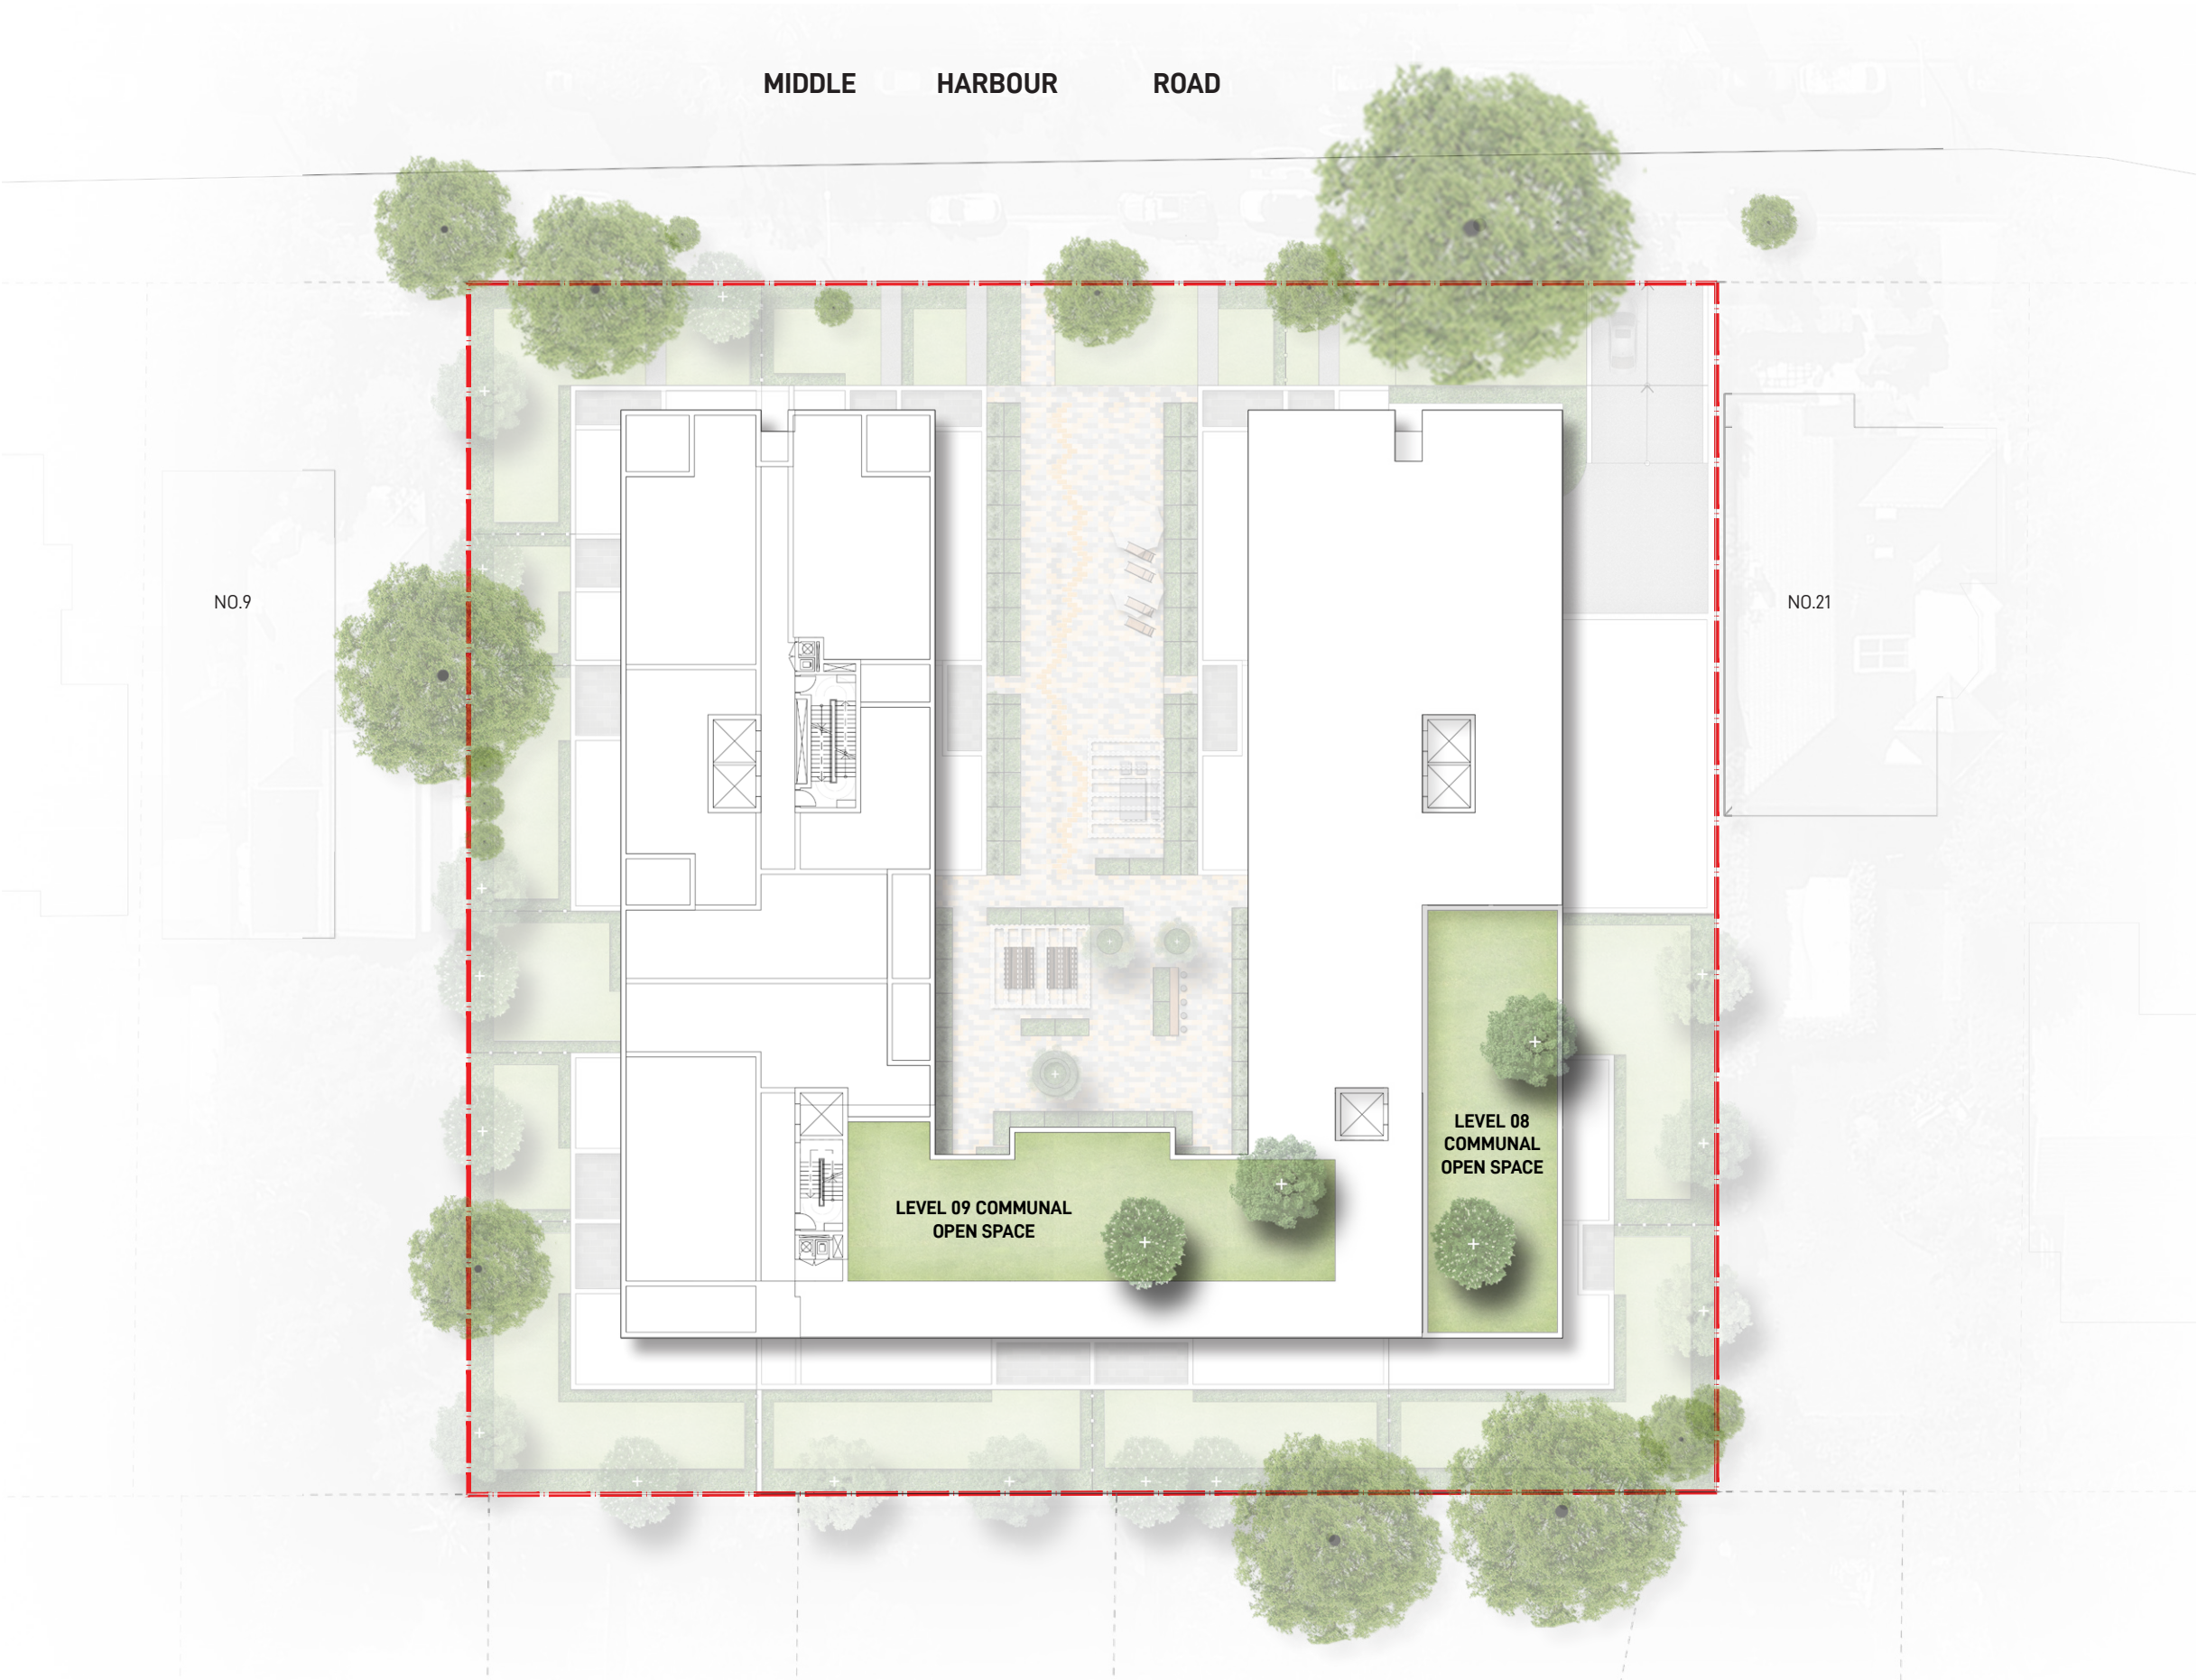 MIDDLE HARBOUR ROAD
NO.9
NO.21
LEVEL 08
COMMUNAL
OPEN SPACE
LEVEL 09 COMMUNAL
OPEN SPACE